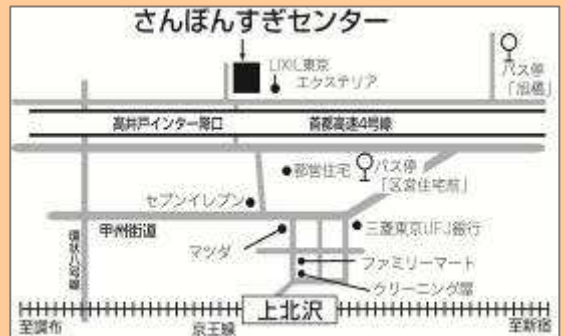 さんぼんすぎセンター
LIXIL東京
エクステリア
バス停
「旭橋」
高井戸インター降口
首都高速4号線
都営住宅
バス停
「区営住宅前」
セブンイレブン
甲州街道
環状八号線
マツダ
三菱東京UFJ銀行
ファミリーマート
クリーニング屋
上北沢
至調布
京王線
至新宿